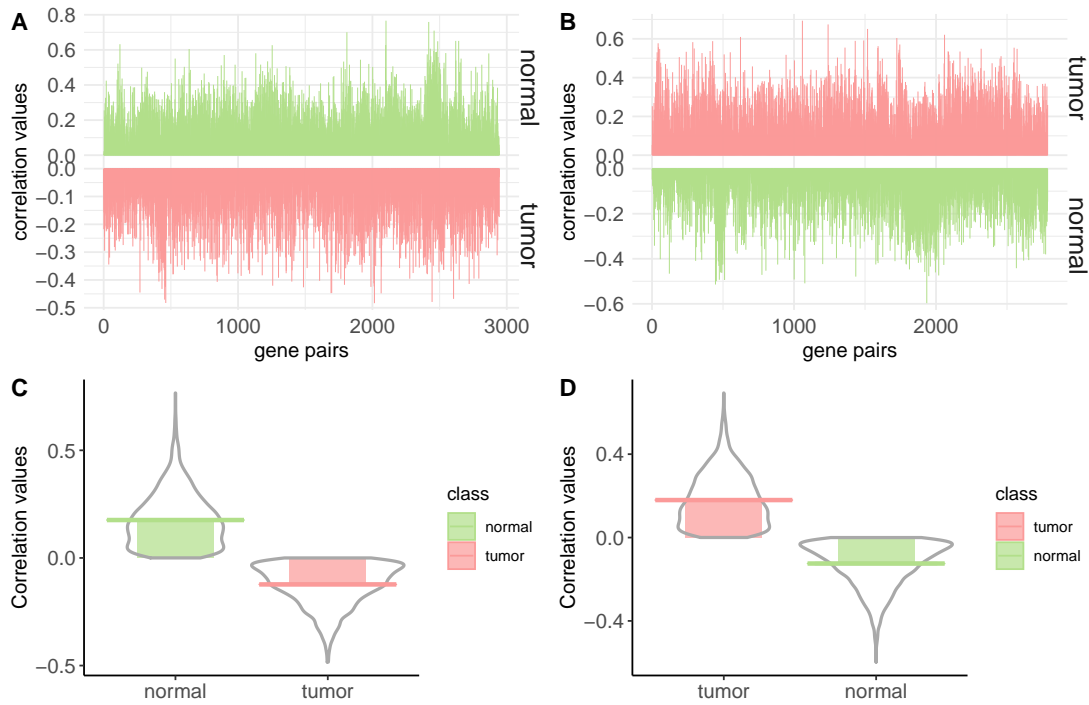 A
correlation values
0.8
0.6
0.4
0.2
0.0
0.0
−0.1
−0.2
−0.3
−0.4
−0.5
normal
tumor
0
1000
2000
3000
gene pairs
B
correlation values
0.6
0.4
0.2
0.0
0.0
−0.2
−0.4
−0.6
tumor
normal
0
1000
2000
gene pairs
C
Correlation values
0.5
0.0
−0.5
normal
tumor
class
normal
tumor
D
Correlation values
0.4
0.0
−0.4
tumor
normal
class
tumor
normal